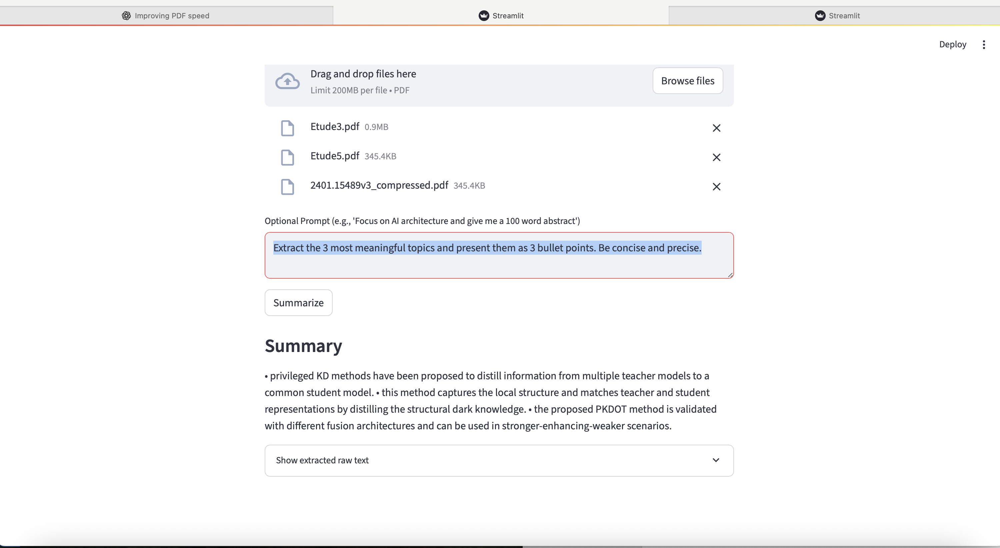 Improving PDF speed
Streamlit
Streamlit
Deploy
Drag and drop files here
Limit 200MB per file • PDF
Browse files
Etude3.pdf 0.9MB
Etude5.pdf 345.4KB
2401.15489v3_compressed.pdf 345.4KB
Optional Prompt (e.g., 'Focus on AI architecture and give me a 100 word abstract')
Extract the 3 most meaningful topics and present them as 3 bullet points. Be concise and precise.
Summarize
Summary
• privileged KD methods have been proposed to distill information from multiple teacher models to a
common student model. • this method captures the local structure and matches teacher and student
representations by distilling the structural dark knowledge. • the proposed PKDOT method is validated
with different fusion architectures and can be used in stronger-enhancing-weaker scenarios.
Show extracted raw text